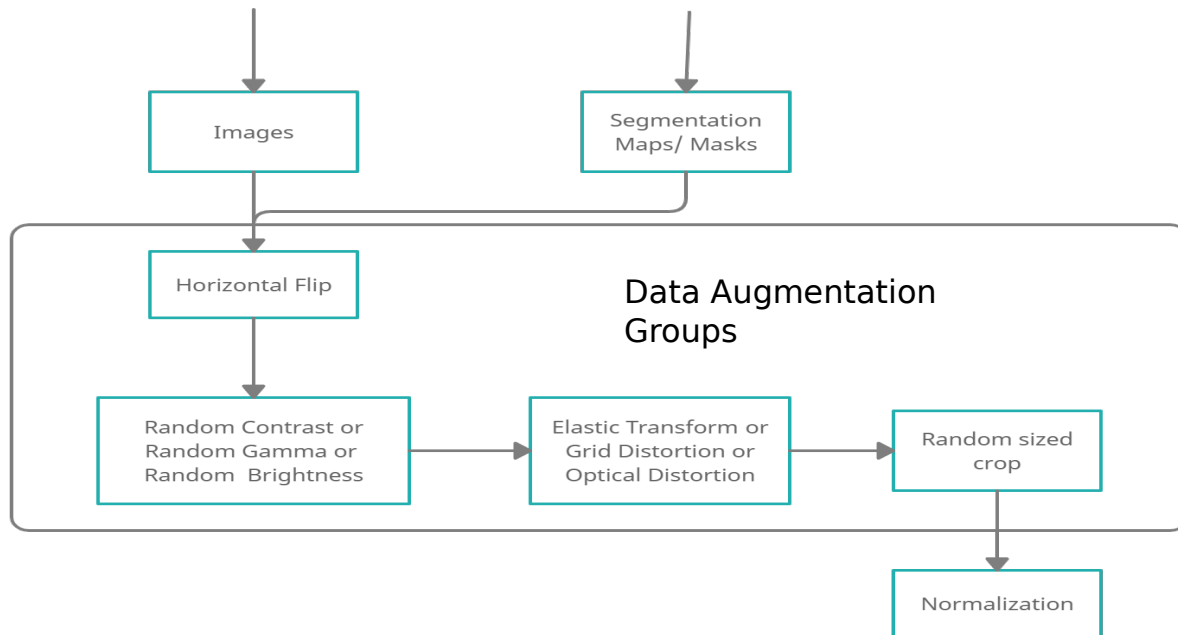 Images
Segmentation
Maps/ Masks
Horizontal Flip
Data Augmentation
Groups
Random Contrast or
Random Gamma or
Random  Brightness
Elastic Transform or
Grid Distortion or
Optical Distortion
Random sized
crop
Normalization